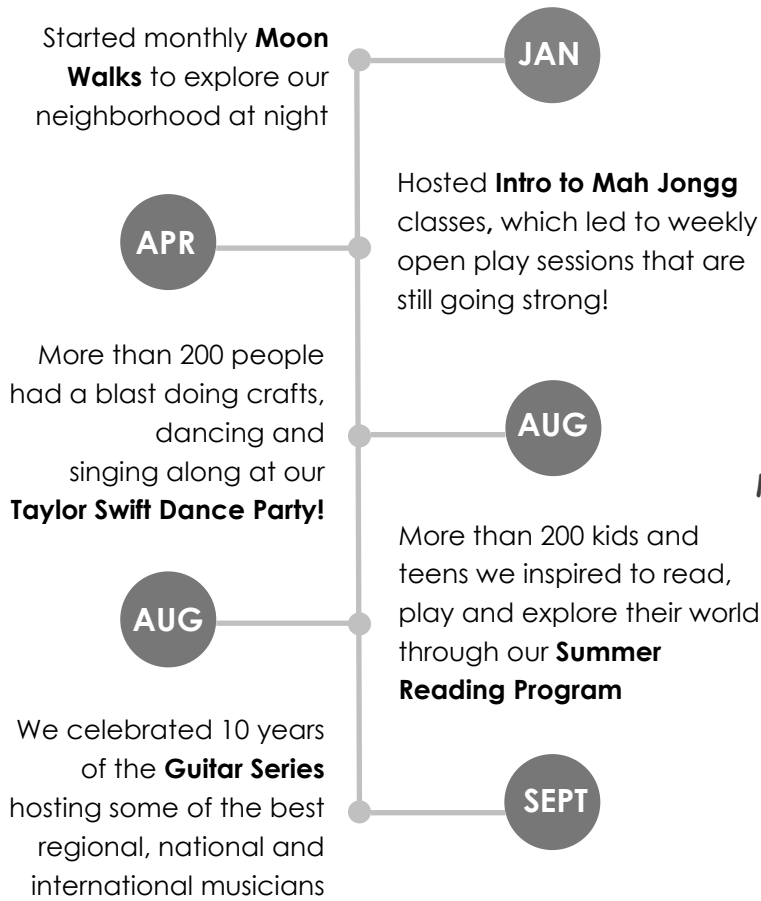 Started monthly Moon
Walks to explore our
neighborhood at night
JAN
APR
Hosted Intro to Mah Jongg
classes, which led to weekly
open play sessions that are
still going strong!
More than 200 people
had a blast doing crafts,
dancing and
singing along at our
Taylor Swift Dance Party!
AUG
AUG
More than 200 kids and
teens we inspired to read,
play and explore their world
through our Summer
Reading Program
We celebrated 10 years
of the Guitar Series
hosting some of the best
regional, national and
international musicians
SEPT